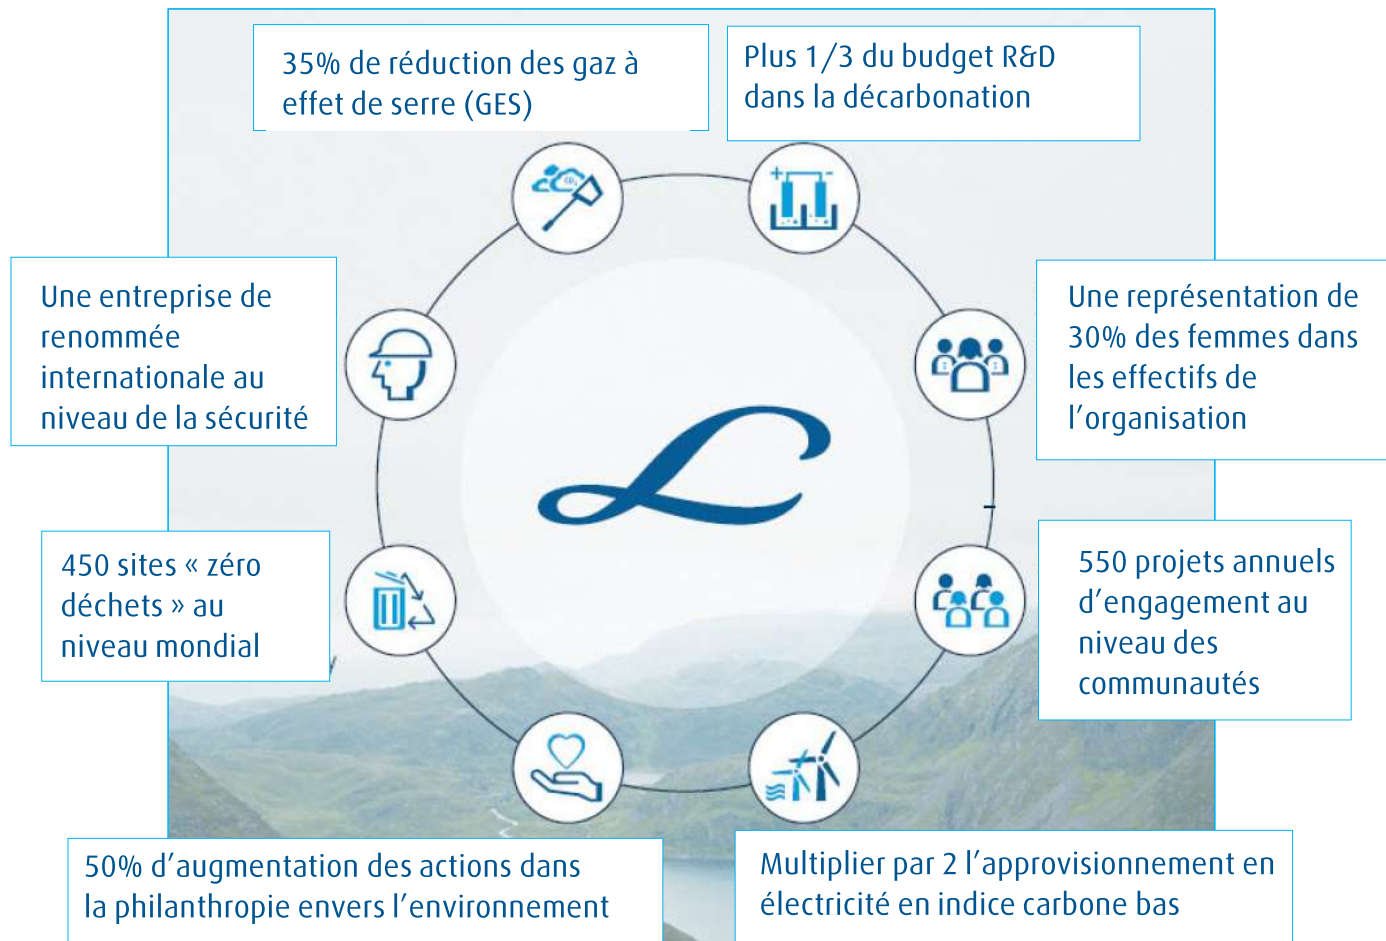 35% de réduction des gaz à
effet de serre (GES)
Plus 1/3 du budget R&D
dans la décarbonation
Une entreprise de
renommée
internationale au
niveau de la sécurité
Une représentation de
30% des femmes dans
les effectifs de
l'organisation
450 sites « zéro
déchets » au
niveau mondial
550 projets annuels
d'engagement au
niveau des
communautés
50% d'augmentation des actions dans
la philanthropie envers l'environnement
Multiplier par 2 l'approvisionnement en
électricité en indice carbone bas